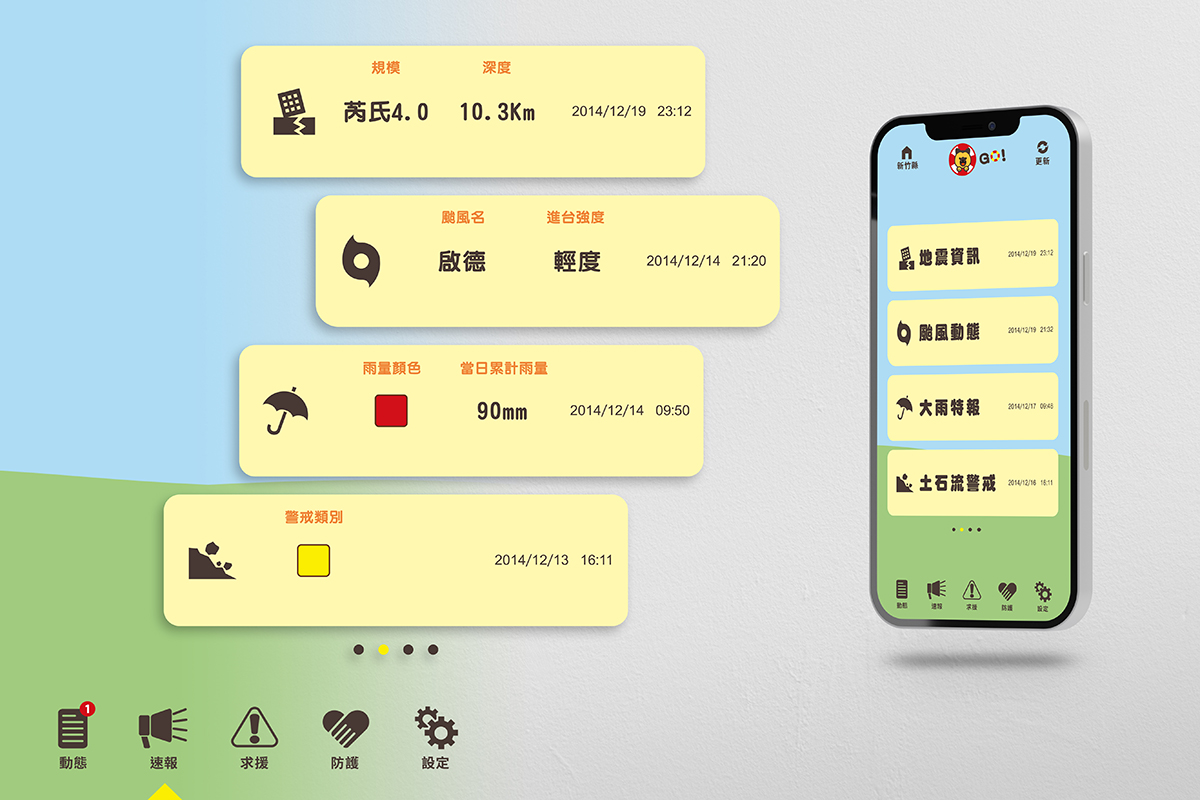 規模 深度
芮氏4.0 10.3Km 2014/12/19 23:12
颱風名 進台強度
啟德 輕度 2014/12/14 21:20
雨量顏色 當日累計雨量
90mm 2014/12/14 09:50
警戒類別
2014/12/13 16:11
1
動態 速報 求援 防護 設定
新竹縣 GO! 更新
地震資訊 2014/12/19 23:12
颱風動態 2014/12/19 21:32
大雨特報 2014/12/17 09:48
土石流警戒 2014/12/16 16:11
動態 速報 求援 防護 設定